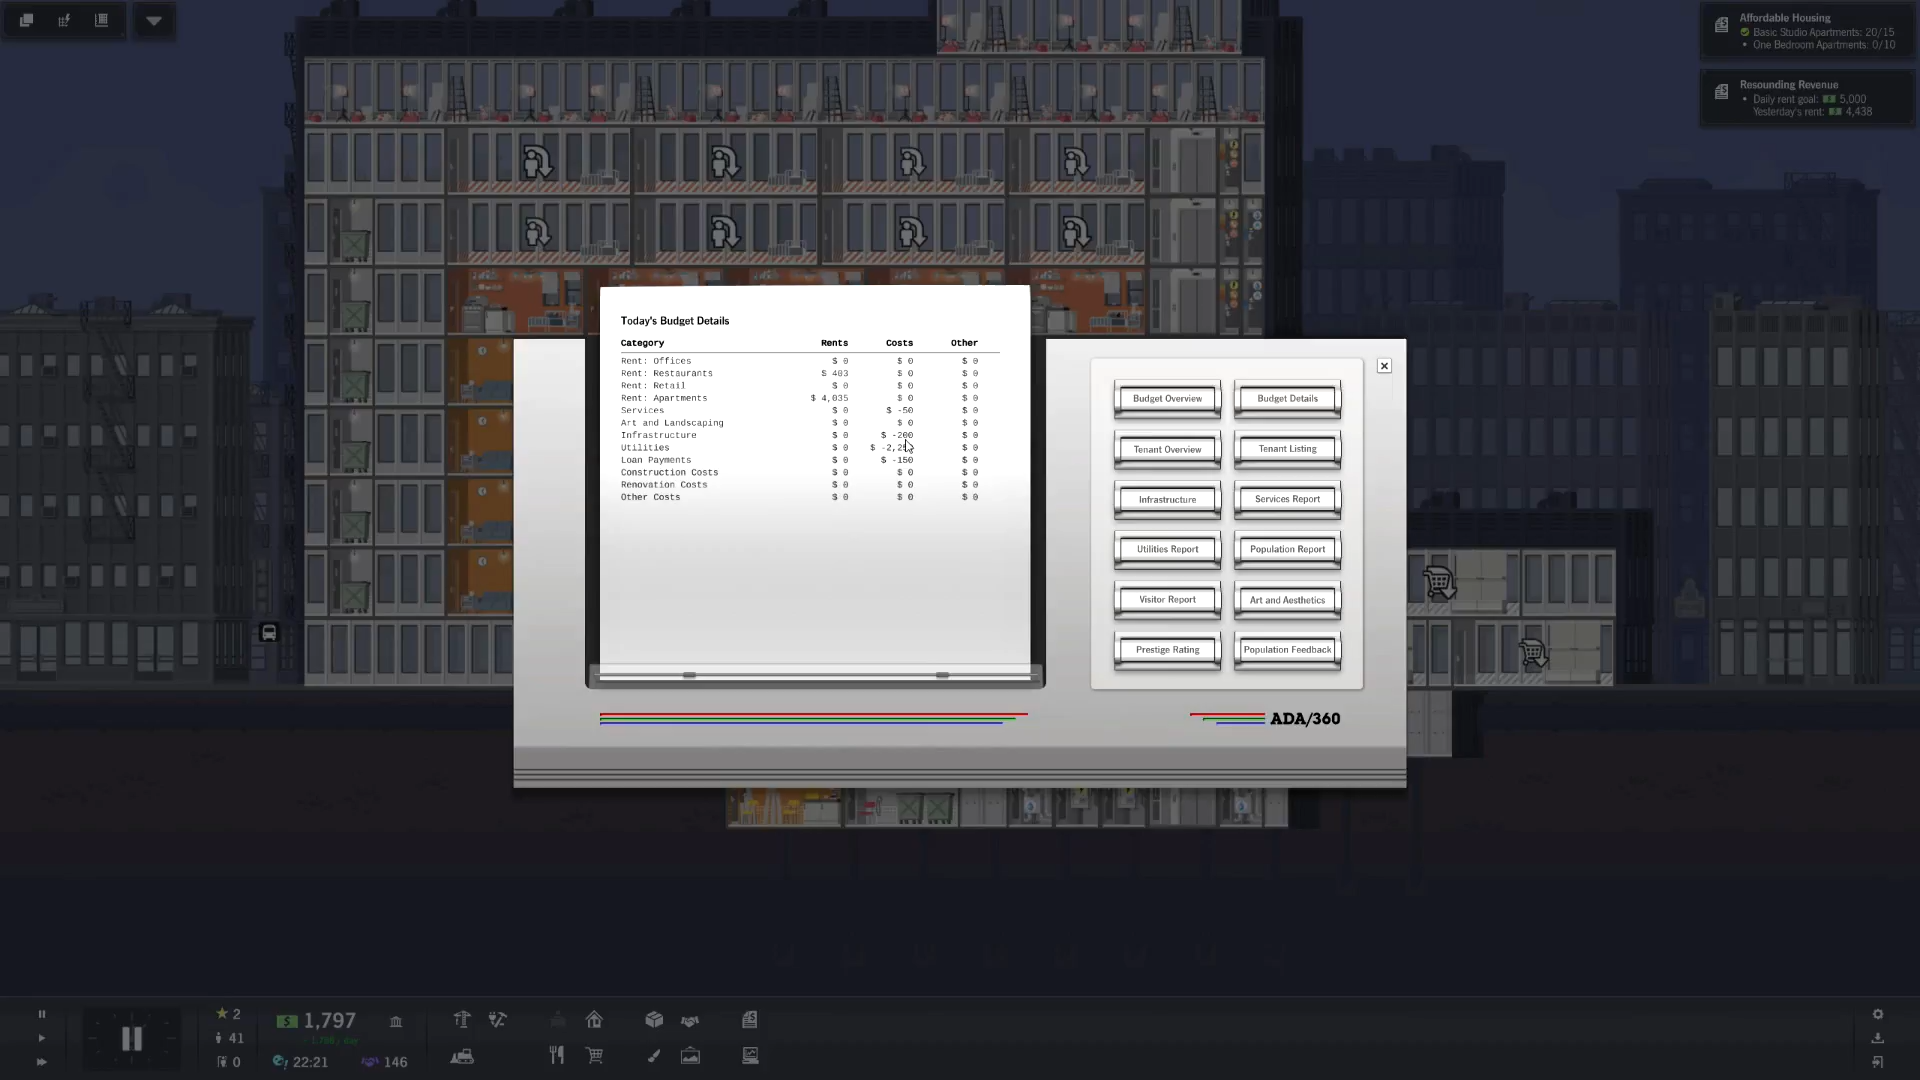 Affordable Housing
Basic Studio Apartments: 20/15
• One Bedroom Apartments: 0/10
Resounding Revenue
• Daily rent goal: $ 5,000
Yesterday's rent: $ 4,438
Today's Budget Details
Category Rents Costs Other
Rent: Offices $ 0 $ 0 $ 0
Rent: Restaurants $ 403 $ 0 $ 0
Rent: Retail $ 0 $ 0 $ 0
Rent: Apartments $ 4,035 $ 0 $ 0
Services $ 0 $ -50 $ 0
Art and Landscaping $ 0 $ 0 $ 0
Infrastructure $ 0 $ -200 $ 0
Utilities $ 0 $ 0
Loan Payments $ 0 $ -150 $ 0
Construction Costs $ 0 $ 0 $ 0
Renovation Costs $ 0 $ 0 $ 0
Other Costs $ 0 $ 0 $ 0
Budget Overview Budget Details
Tenant Overview Tenant Listing
Infrastructure Services Report
Utilities Report Population Report
Visitor Report Art and Aesthetics
Prestige Rating Population Feedback
ADA/360
2
41
0
$ 1,797
/ day
22:21 146